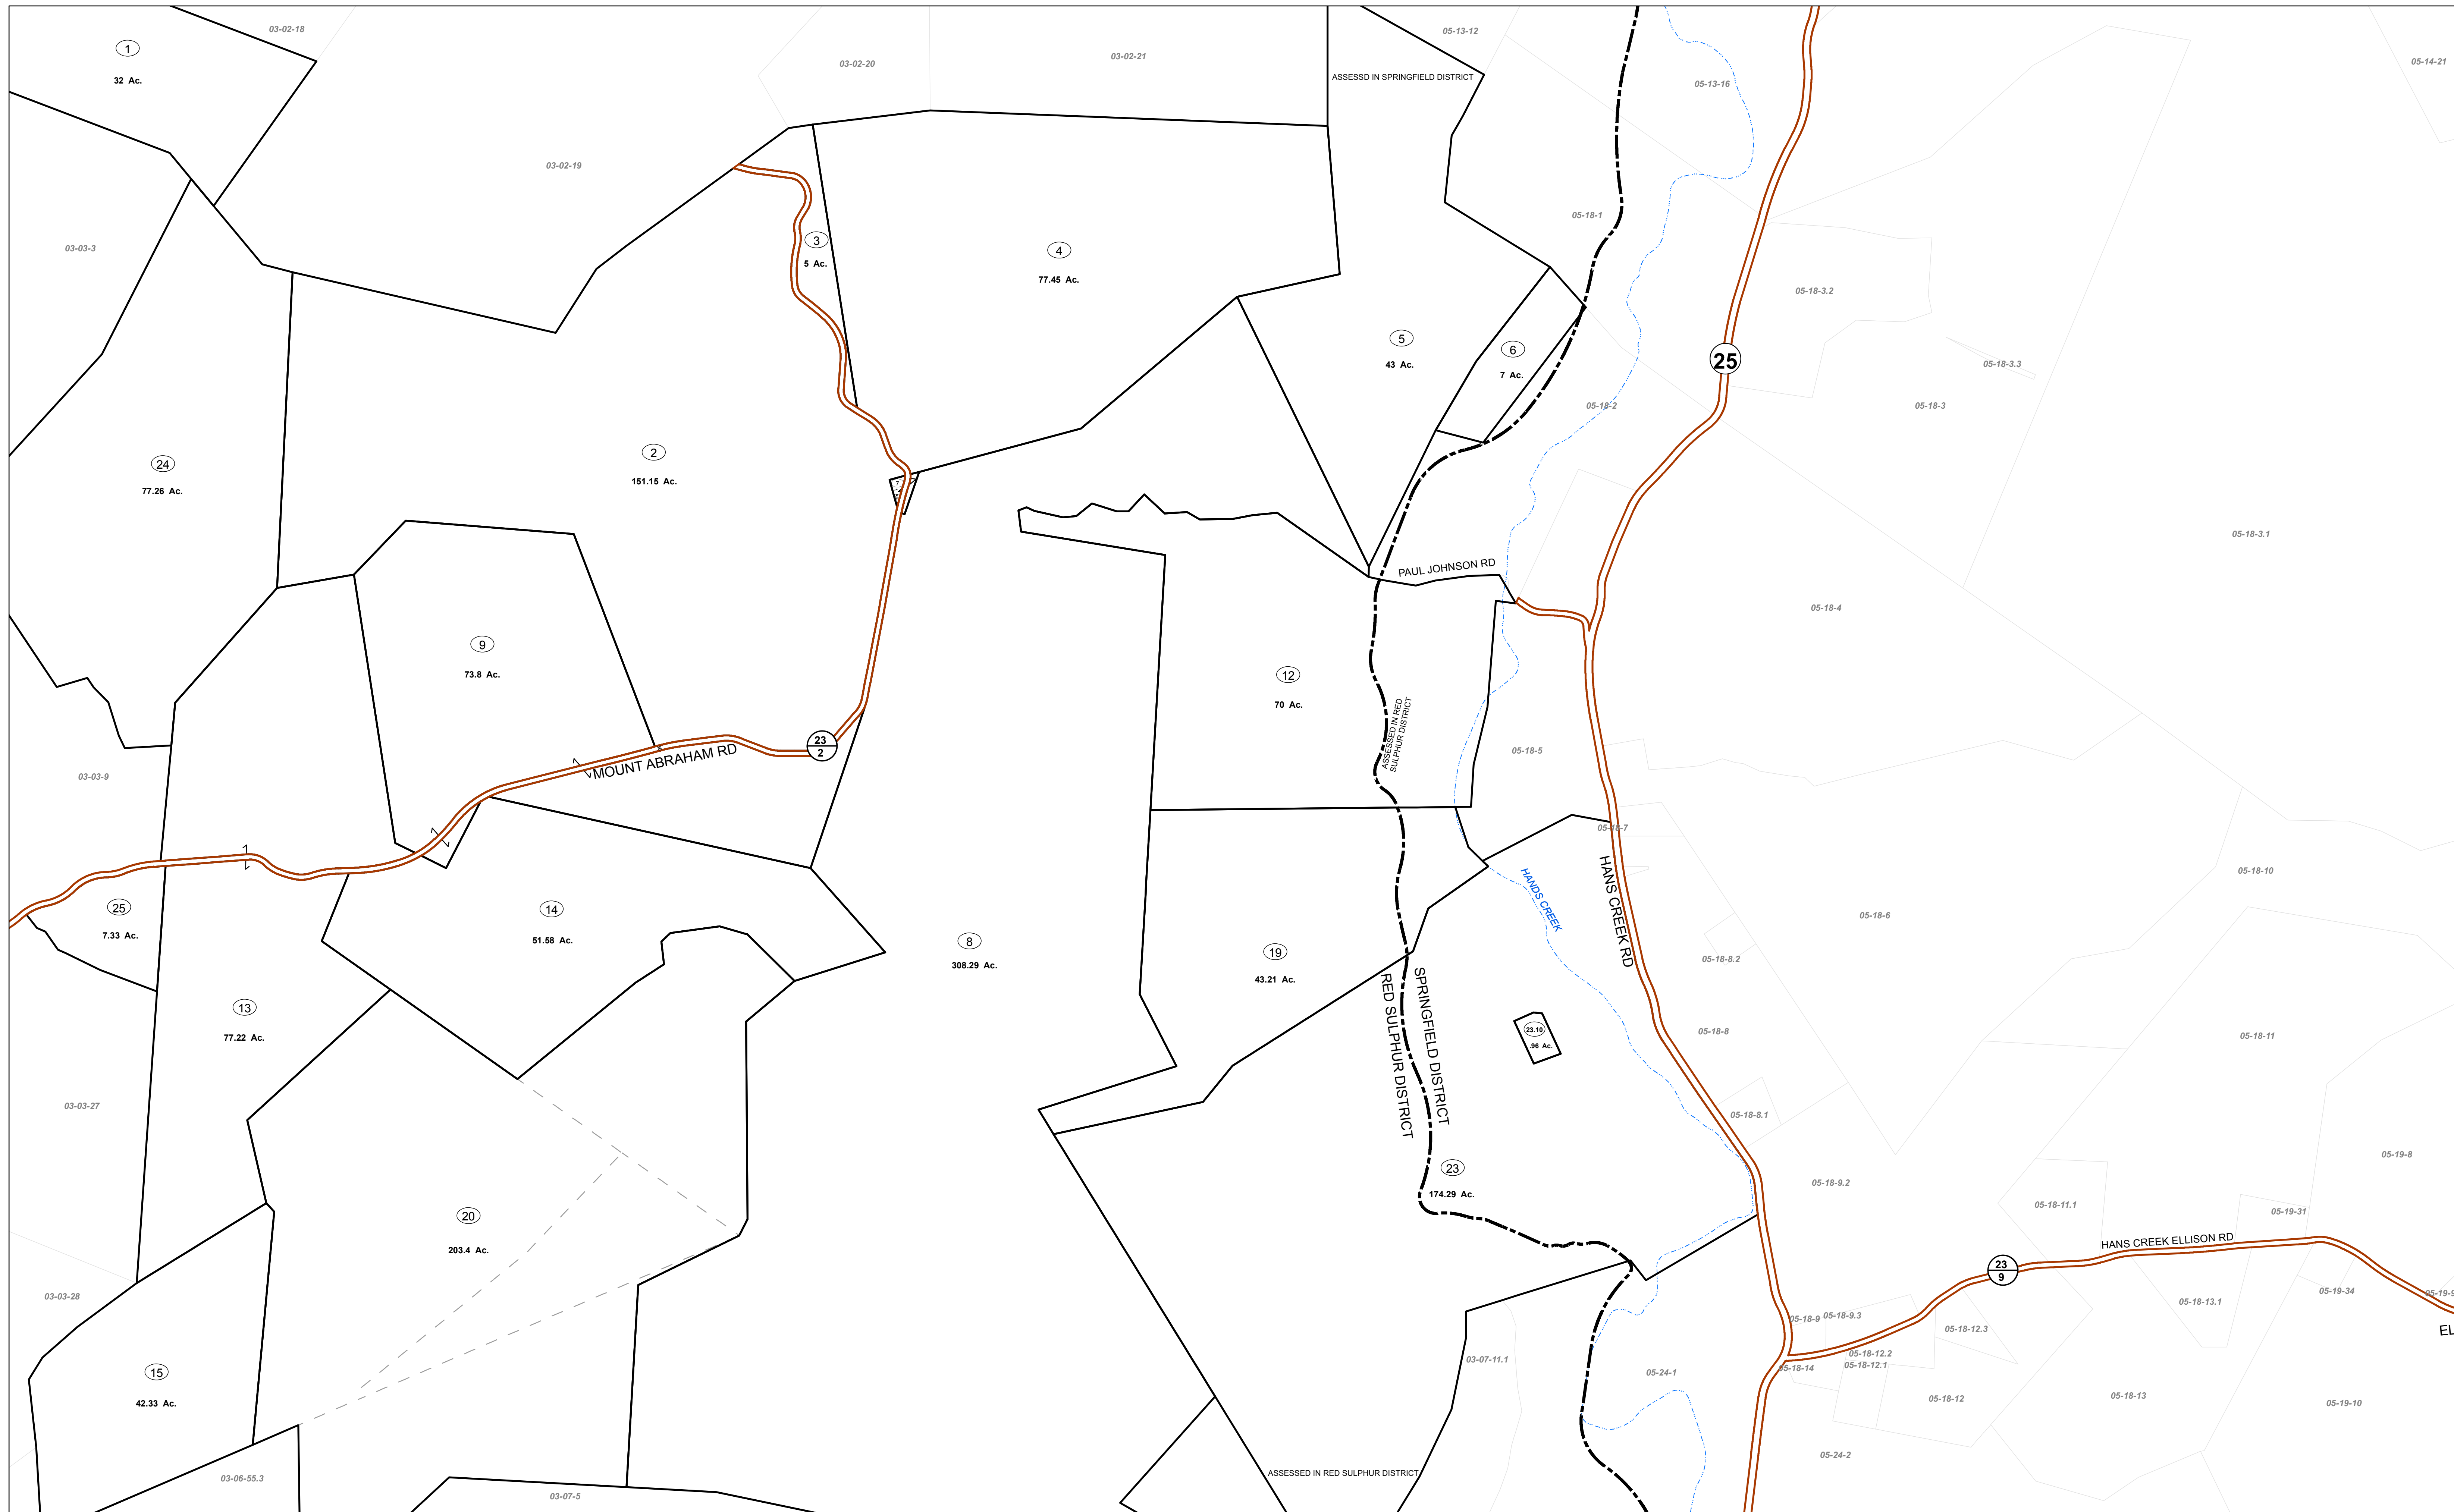 1
32 Ac.
03-02-18
03-02-20
03-02-21
05-13-12
ASSESSD IN SPRINGFIELD DISTRICT
05-13-16
05-14-21
03-02-19
03-03-3
3
5 Ac.
4
77.45 Ac.
05-18-1
05-18-3.2
5
43 Ac.
6
7 Ac.
25
05-18-3.3
05-18-2
05-18-3
24
77.26 Ac.
2
151.15 Ac.
7
05-18-3.1
PAUL JOHNSON RD
05-18-4
9
73.8 Ac.
12
70 Ac.
ASSESSED IN RED
SULPHUR DISTRICT
23
2
MOUNT ABRAHAM RD
05-18-5
03-03-9
05-18-7
HANS CREEK RD
HANDS CREEK
05-18-10
25
7.33 Ac.
14
51.58 Ac.
8
308.29 Ac.
19
43.21 Ac.
05-18-6
05-18-8.2
RED SULPHUR DISTRICT
SPRINGFIELD DISTRICT
13
77.22 Ac.
23.10
.96 Ac.
05-18-8
05-18-11
03-03-27
05-18-8.1
23
174.29 Ac.
05-18-9.2
05-19-8
05-18-11.1
05-19-31
20
203.4 Ac.
HANS CREEK ELLISON RD
23
9
03-03-28
05-18-9
05-18-9.3
05-18-12.3
05-18-13.1
05-19-34
05-19-9
EL
15
42.33 Ac.
03-07-11.1
05-24-1
05-18-14
05-18-12.2
05-18-12.1
05-18-12
05-18-13
05-19-10
05-24-2
03-06-55.3
03-07-5
ASSESSED IN RED SULPHUR DISTRICT